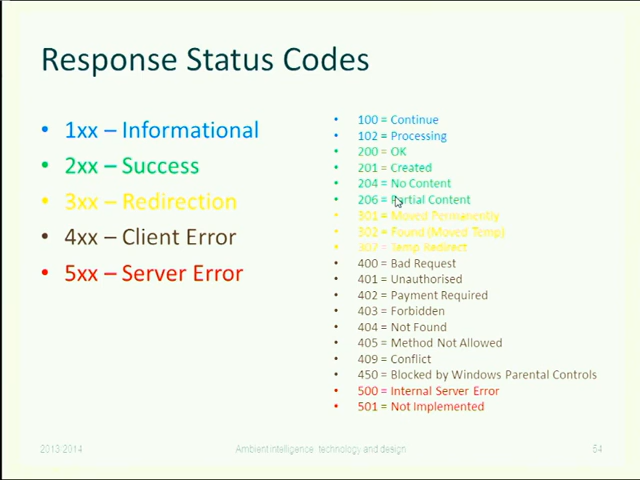 Response Status Codes
• 1xx – Informational
• 2xx – Success
• 3xx – Redirection
• 4xx – Client Error
• 5xx – Server Error
• 100 = Continue
• 102 = Processing
• 200 = OK
• 201 = Created
• 204 = No Content
• 206 = Partial Content
• 301 = Moved Permanently
• 302 = Found (Moved Temp)
• 307 = Temp Redirect
• 400 = Bad Request
• 401 = Unauthorised
• 402 = Payment Required
• 403 = Forbidden
• 404 = Not Found
• 405 = Method Not Allowed
• 409 = Conflict
• 450 = Blocked by Windows Parental Controls
• 500 = Internal Server Error
• 501 = Not Implemented
2013/2014
Ambient intelligence: technology and design
54